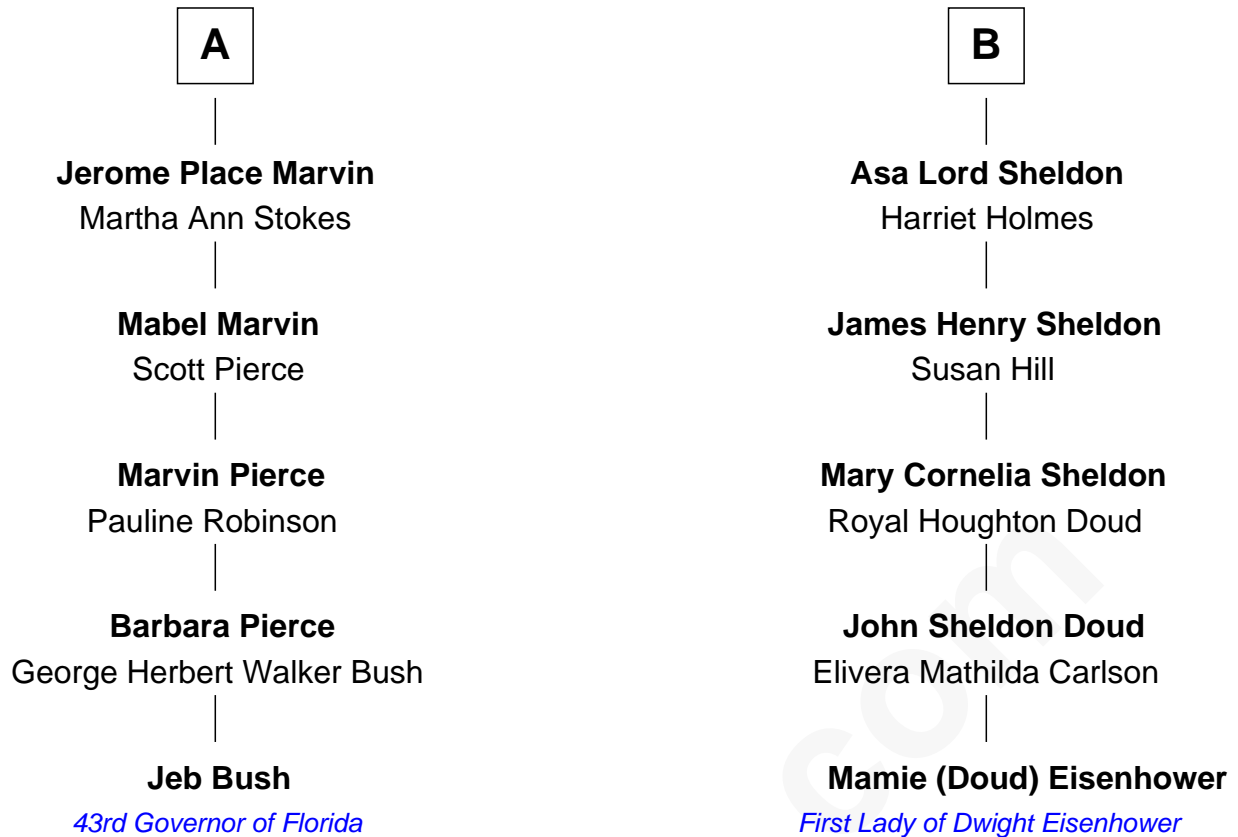 A
Jerome Place Marvin
Martha Ann Stokes
Mabel Marvin
Scott Pierce
Marvin Pierce
Pauline Robinson
Barbara Pierce
George Herbert Walker Bush
Jeb Bush
43rd Governor of Florida
B
Asa Lord Sheldon
Harriet Holmes
James Henry Sheldon
Susan Hill
Mary Cornelia Sheldon
Royal Houghton Doud
John Sheldon Doud
Elivera Mathilda Carlson
Mamie (Doud) Eisenhower
First Lady of Dwight Eisenhower
com